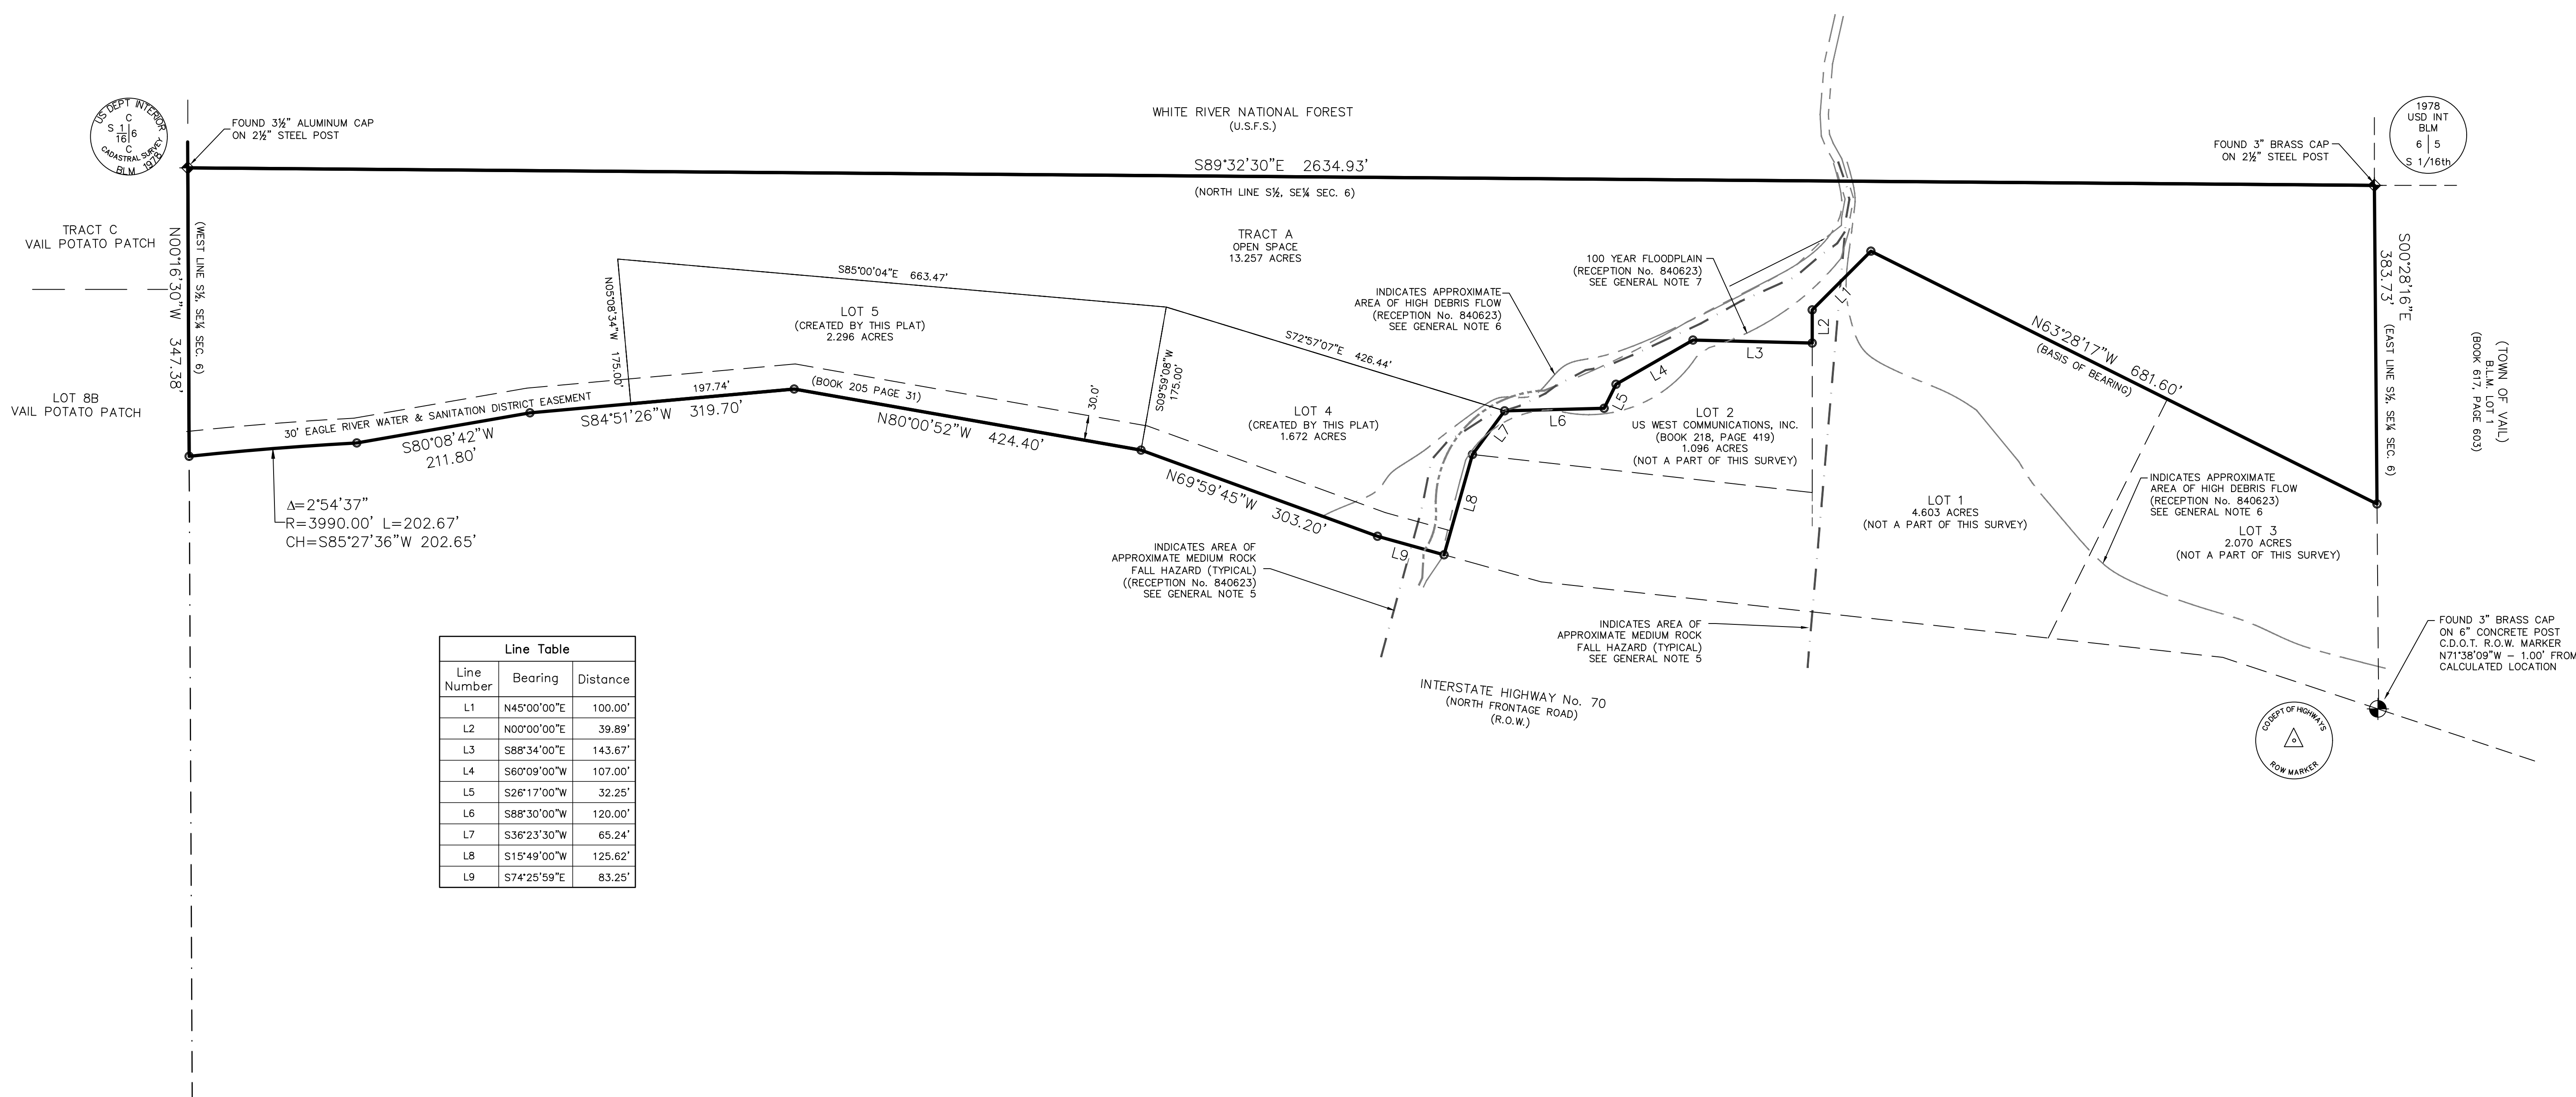 US DEPT INTERIOR
C
S 1/16 | 6
C
CADASTRAL SURVEY
BLM 1978
FOUND 3½" ALUMINUM CAP
ON 2½" STEEL POST
WHITE RIVER NATIONAL FOREST
(U.S.F.S.)
S89°32'30"E 2634.93'
(NORTH LINE S½, SE¼ SEC. 6)
FOUND 3" BRASS CAP
ON 2½" STEEL POST
1978
USD INT
BLM
6 | 5
S 1/16th
TRACT C
VAIL POTATO PATCH
LOT 8B
VAIL POTATO PATCH
N00°16'30"W 347.38'
(WEST LINE S½, SE¼ SEC. 6)
TRACT A
OPEN SPACE
13.257 ACRES
N05°08'34"W 175.00'
S85°00'04"E 663.47'
LOT 5
(CREATED BY THIS PLAT)
2.296 ACRES
S09°59'08"W
175.00'
S72°57'07"E 426.44'
30' EAGLE RIVER WATER & SANITATION DISTRICT EASEMENT
197.74'
(BOOK 205 PAGE 31)
30.0'
S80°08'42"W
211.80'
S84°51'26"W 319.70'
N80°00'52"W 424.40'
N69°59'45"W 303.20'
Δ=2°54'37"
R=3990.00' L=202.67'
CH=S85°27'36"W 202.65'
LOT 4
(CREATED BY THIS PLAT)
1.672 ACRES
INDICATES APPROXIMATE
AREA OF HIGH DEBRIS FLOW
(RECEPTION No. 840623)
SEE GENERAL NOTE 6
100 YEAR FLOODPLAIN
(RECEPTION No. 840623)
SEE GENERAL NOTE 7
L1
L2
L3
L4
L5
L6
L7
L8
L9
LOT 2
US WEST COMMUNICATIONS, INC.
(BOOK 218, PAGE 419)
1.096 ACRES
(NOT A PART OF THIS SURVEY)
N63°28'17"W 681.60'
(BASIS OF BEARING)
S00°28'16"E
383.73'
(EAST LINE S½, SE¼ SEC. 6)
(TOWN OF VAIL)
B.L.M. LOT 1
(BOOK 617, PAGE 603)
LOT 1
4.603 ACRES
(NOT A PART OF THIS SURVEY)
INDICATES APPROXIMATE
AREA OF HIGH DEBRIS FLOW
(RECEPTION No. 840623)
SEE GENERAL NOTE 6
LOT 3
2.070 ACRES
(NOT A PART OF THIS SURVEY)
INDICATES AREA OF
APPROXIMATE MEDIUM ROCK
FALL HAZARD (TYPICAL)
((RECEPTION No. 840623)
SEE GENERAL NOTE 5
INDICATES AREA OF
APPROXIMATE MEDIUM ROCK
FALL HAZARD (TYPICAL)
SEE GENERAL NOTE 5
INTERSTATE HIGHWAY No. 70
(NORTH FRONTAGE ROAD)
(R.O.W.)
FOUND 3" BRASS CAP
ON 6" CONCRETE POST
C.D.O.T. R.O.W. MARKER
N71°38'09"W – 1.00' FROM
CALCULATED LOCATION
CO DEPT OF HIGHWAYS
ROW MARKER
Line Table
Line Number Bearing Distance
L1 N45°00'00"E 100.00'
L2 N00°00'00"E 39.89'
L3 S88°34'00"E 143.67'
L4 S60°09'00"W 107.00'
L5 S26°17'00"W 32.25'
L6 S88°30'00"W 120.00'
L7 S36°23'30"W 65.24'
L8 S15°49'00"W 125.62'
L9 S74°25'59"E 83.25'